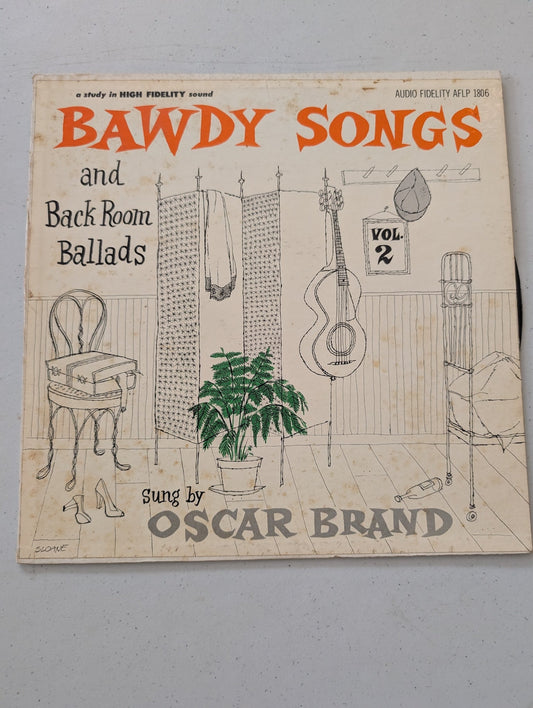 a study in HIGH FIDELITY sound
AUDIO FIDELITY AFLP 1806
BAWDY SONGS
and
Back Room
Ballads
VOL.
2
Sung by
OSCAR BRAND
SLOANE